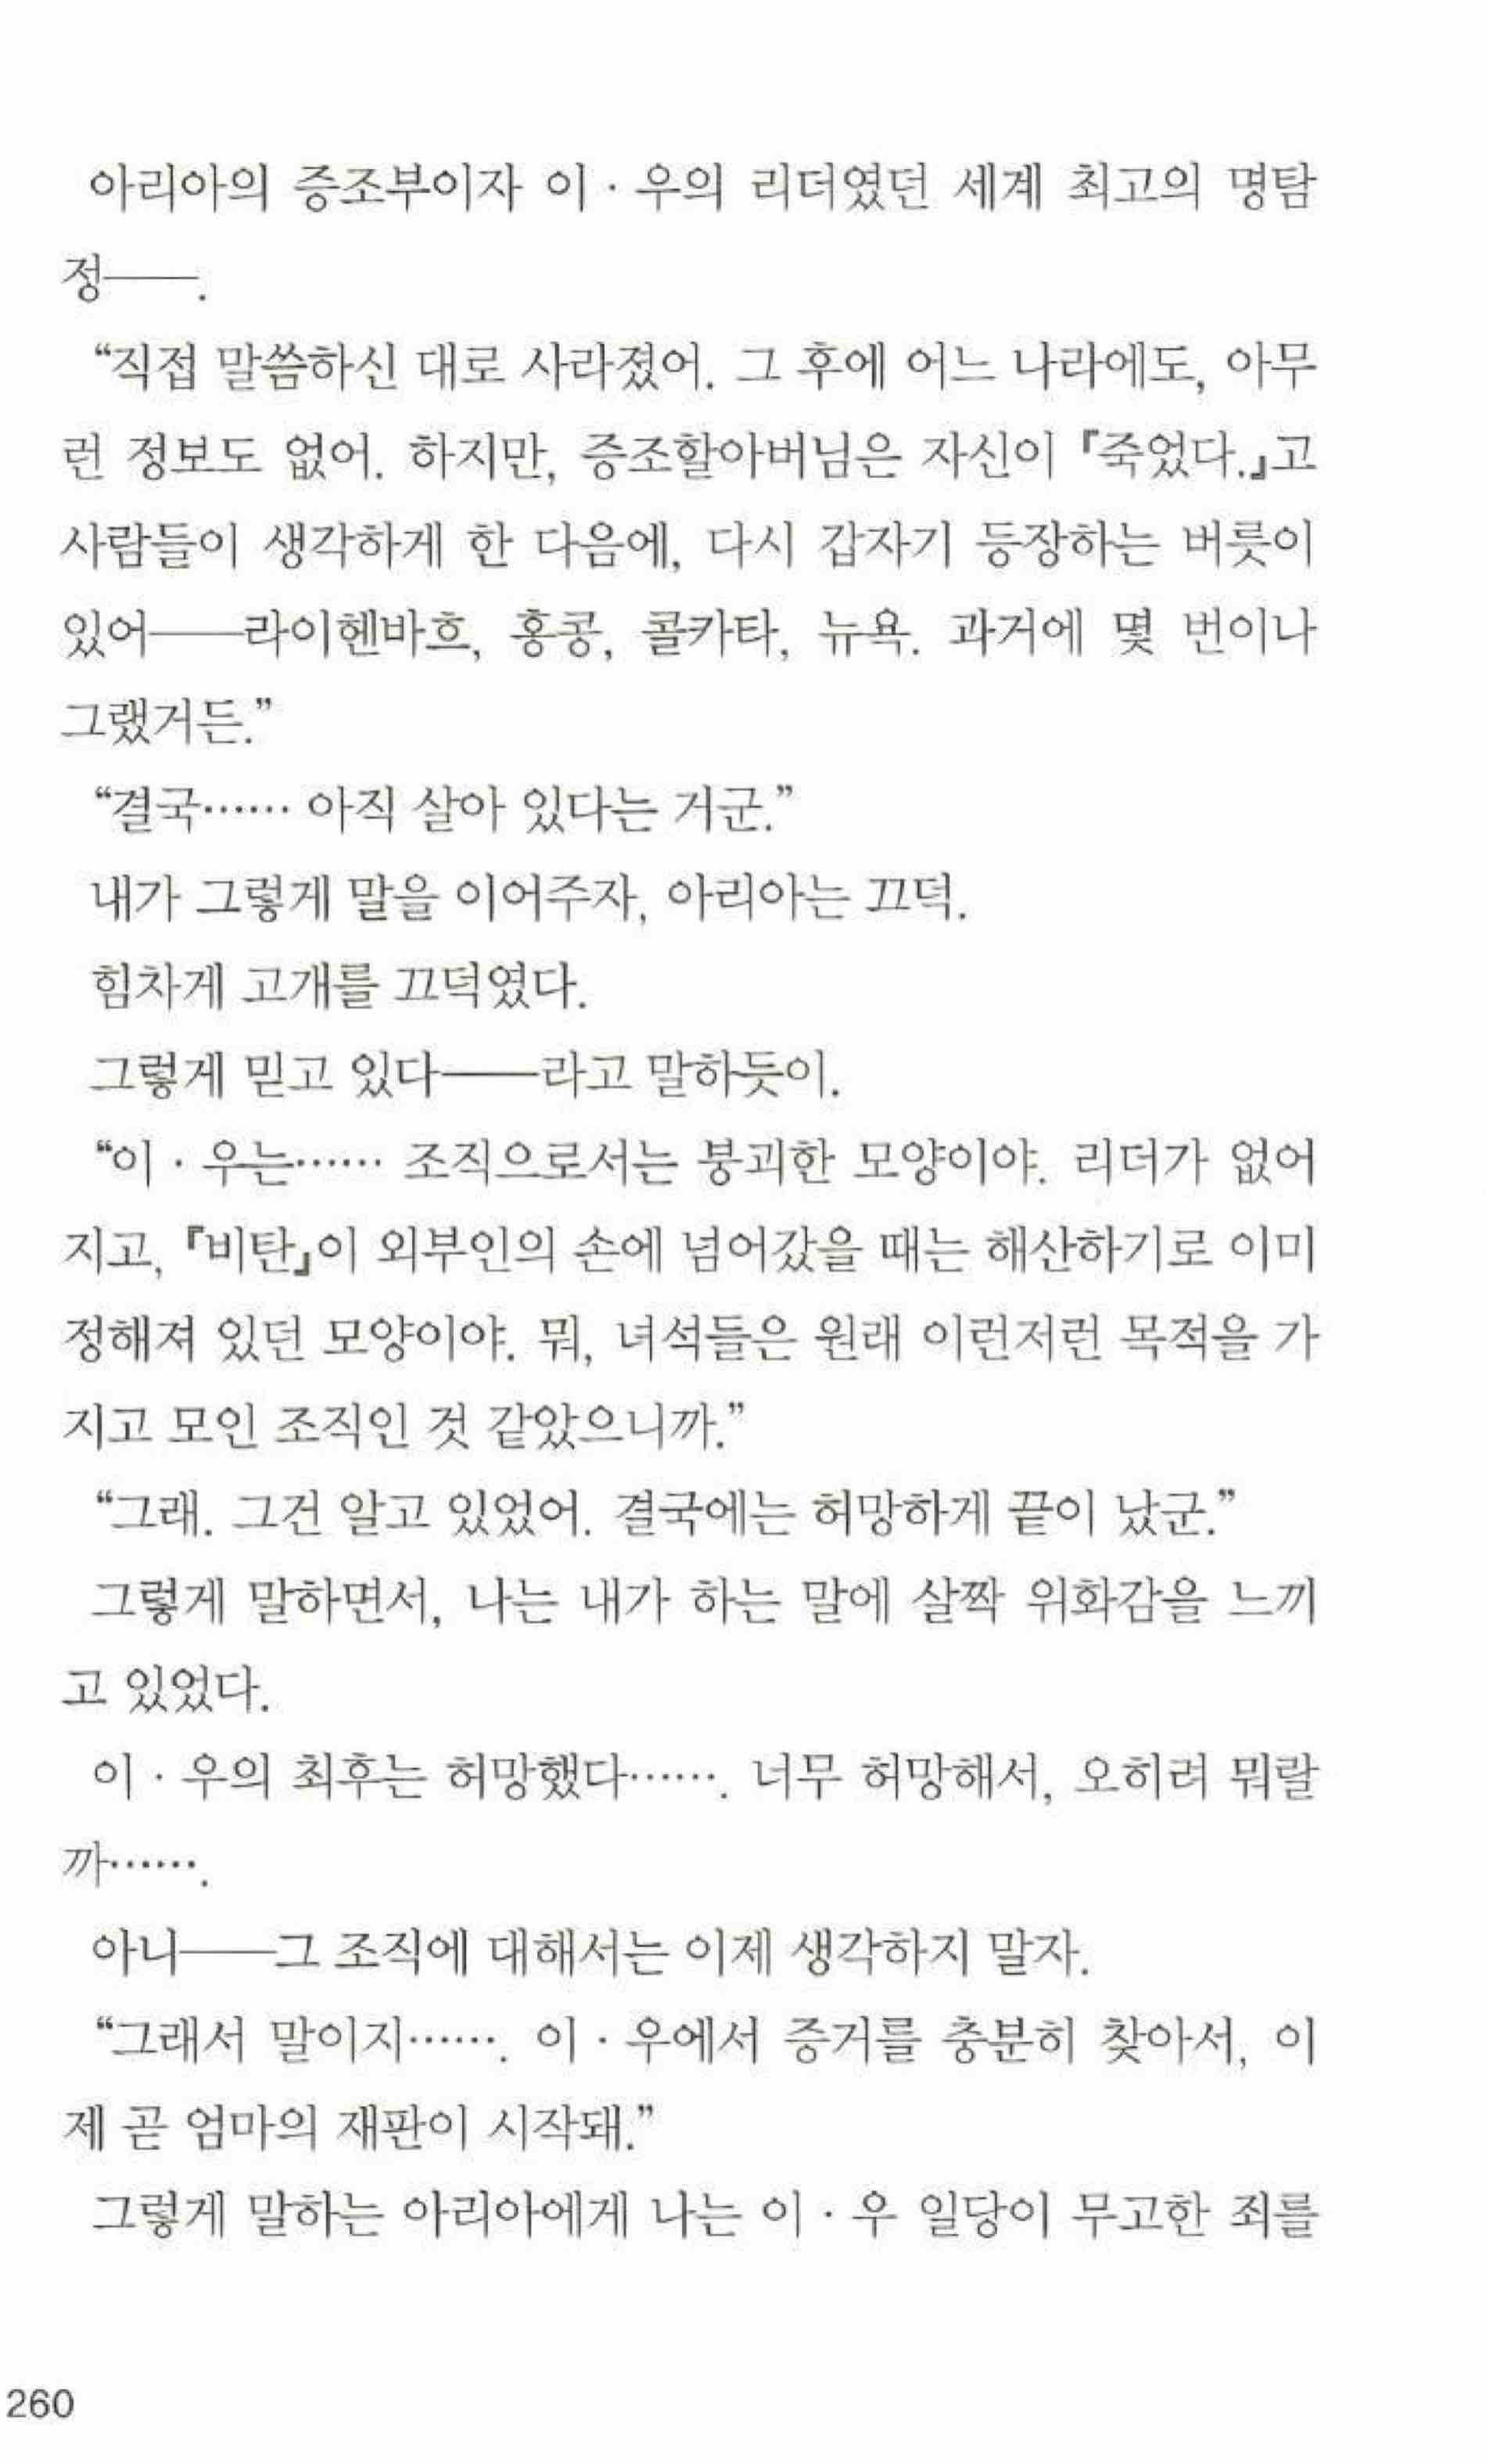 아리아의 증조부이자 이 · 우의 리더였던 세계 최고의 명탐
정――.
“직접 말씀하신 대로 사라졌어. 그 후에 어느 나라에도, 아무
런 정보도 없어. 하지만, 증조할아버님은 자신이 『죽었다.』고
사람들이 생각하게 한 다음에, 다시 갑자기 등장하는 버릇이
있어――라이헨바흐, 홍콩, 콜카타, 뉴욕. 과거에 몇 번이나
그랬거든.”
“결국…… 아직 살아 있다는 거군.”
내가 그렇게 말을 이어주자, 아리아는 끄덕.
힘차게 고개를 끄덕였다.
그렇게 믿고 있다――라고 말하듯이.
“이 · 우는…… 조직으로서는 붕괴한 모양이야. 리더가 없어
지고, 『비탄』이 외부인의 손에 넘어갔을 때는 해산하기로 이미
정해져 있던 모양이야. 뭐, 녀석들은 원래 이런저런 목적을 가
지고 모인 조직인 것 같았으니까.”
“그래. 그건 알고 있었어. 결국에는 허망하게 끝이 났군.”
그렇게 말하면서, 나는 내가 하는 말에 살짝 위화감을 느끼
고 있었다.
이 · 우의 최후는 허망했다……. 너무 허망해서, 오히려 뭐랄
까…….
아니――그 조직에 대해서는 이제 생각하지 말자.
“그래서 말이지……. 이 · 우에서 증거를 충분히 찾아서, 이
제 곧 엄마의 재판이 시작돼.”
그렇게 말하는 아리아에게 나는 이 · 우 일당이 무고한 죄를
260